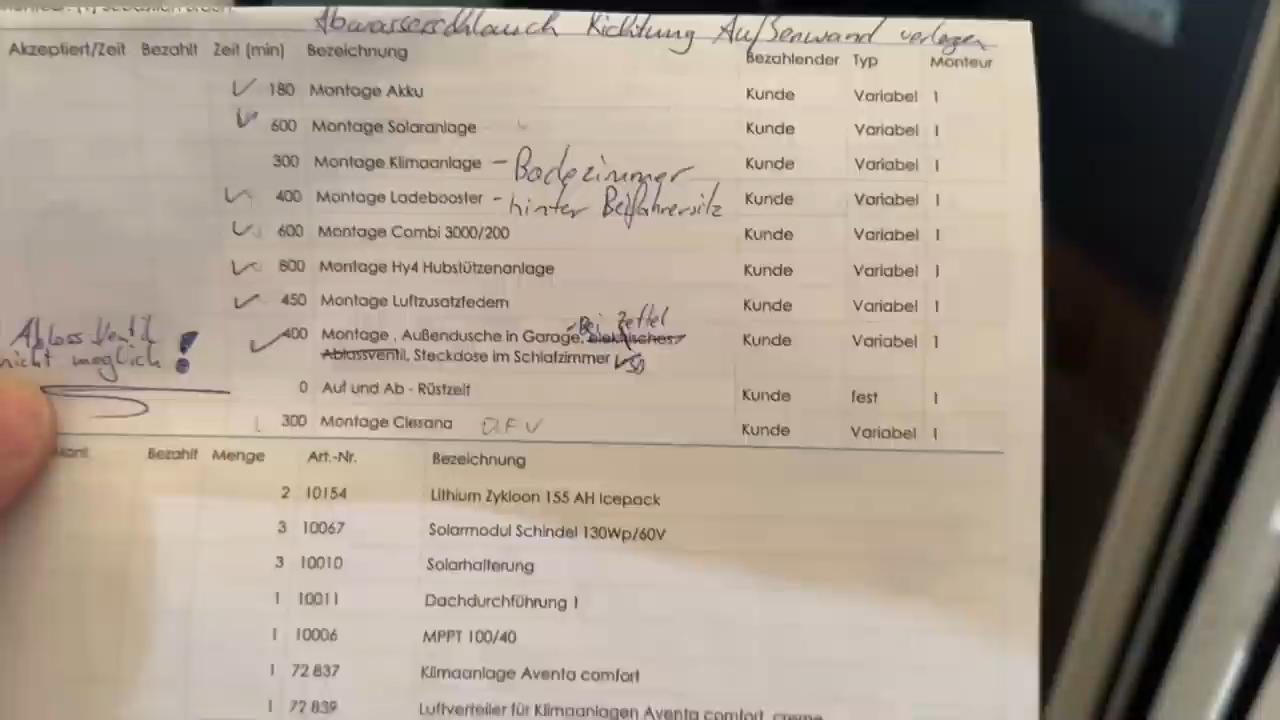 Abwasserschlauch Richtung Außenwand verlegen
Akzeptiert/Zeit Bezahlt Zeit (min) Bezeichnung Bezahlender Typ Monteur
180 Montage Akku Kunde Variabel 1
600 Montage Solaranlage Kunde Variabel 1
300 Montage Klimaanlage - Badezimmer Kunde Variabel 1
400 Montage Ladebooster - hinter Beifahrersitz Kunde Variabel 1
600 Montage Combi 3000/200 Kunde Variabel 1
800 Montage Hy4 Hubstützenanlage Kunde Variabel 1
450 Montage Luftzusatzfedern Kunde Variabel 1
Bei Zettel
400 Montage , Außendusche in Garage, elektrisches Kunde Variabel 1
Ablassventil, Steckdose im Schlafzimmer
Ablass Ventil
nicht möglich !
0 Auf und Ab - Rüstzeit Kunde fest 1
300 Montage Clesana Kunde Variabel 1
Bezahlt Menge Art.-Nr. Bezeichnung
2 10154 Lithium Zykloon 155 AH Icepack
3 10067 Solarmodul Schindel 130Wp/60V
3 10010 Solarhalterung
1 10011 Dachdurchführung 1
1 10006 MPPT 100/40
1 72 837 Klimaanlage Aventa comfort
1 72 839 Luftverteiler für Klimaanlagen Aventa comfort, creme